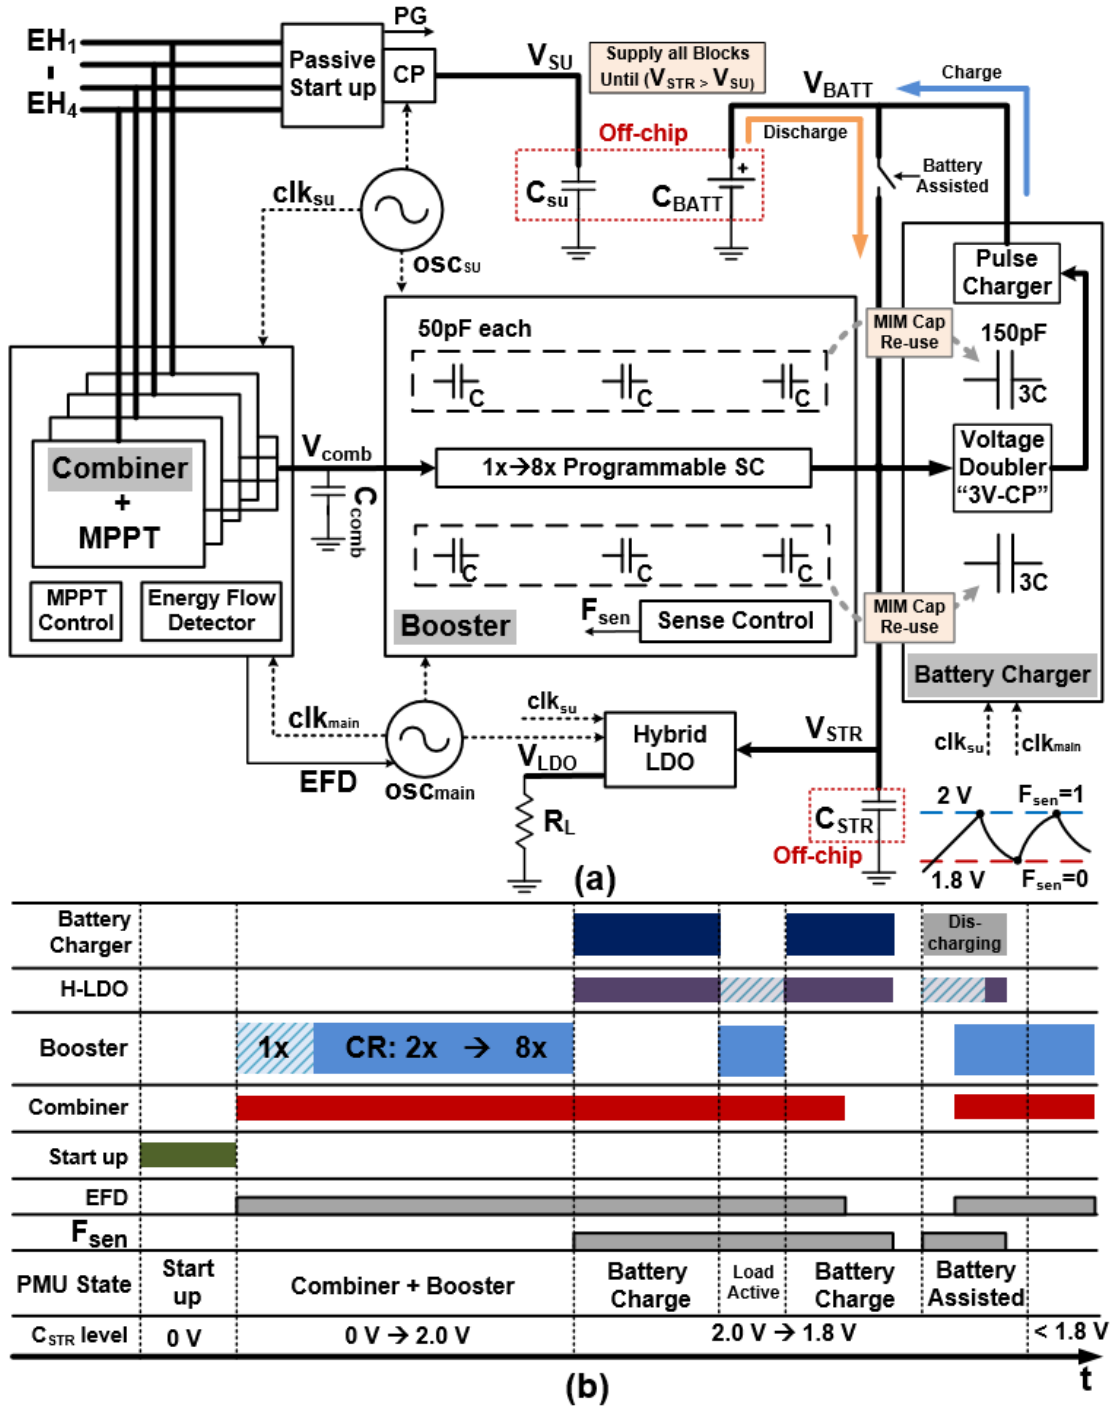 EH1
EH4
Passive
Start up
PG
CP
VSU
Supply all Blocks
Until (VSTR > VSU)
VBATT
Charge
Discharge
Off-chip
Battery
Assisted
Csu
CBATT
clksu
oscSU
Pulse
Charger
50pF each
C
C
C
MIM Cap
Re-use
150pF
3C
Combiner
+
MPPT
Vcomb
Ccomb
1x→8x Programmable SC
Voltage
Doubler
“3V-CP”
C
C
C
3C
MPPT
Control
Energy Flow
Detector
Booster
Fsen
Sense Control
MIM Cap
Re-use
Battery Charger
clkmain
EFD
oscmain
clksu
Hybrid
LDO
VLDO
RL
VSTR
clksu
clkmain
CSTR
Off-chip
2 V
Fsen=1
1.8 V
Fsen=0
(a)
Battery
Charger
Dis-
charging
H-LDO
Booster
1x
CR: 2x → 8x
Combiner
Start up
EFD
Fsen
PMU State
Start
up
Combiner + Booster
Battery
Charge
Load
Active
Battery
Charge
Battery
Assisted
CSTR level
0 V
0 V → 2.0 V
2.0 V → 1.8 V
< 1.8 V
t
(b)